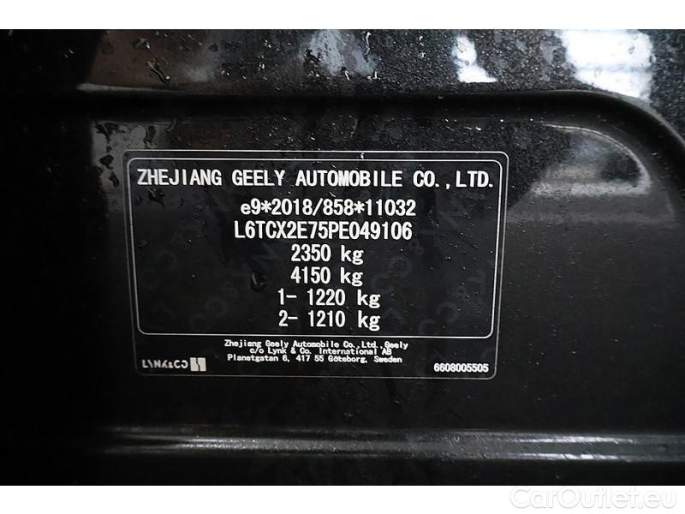 ZHEJIANG GEELY AUTOMOBILE CO.,LTD.
e9*2018/858*11032
L6TCX2E75PE049106
2350 kg
4150 kg
1- 1220 kg
2- 1210 kg
Zhejiang Geely Automobile Co.,Ltd.,Geely
c/o Lynk & Co. International AB
Planetgatan 6, 417 55 Göteborg, Sweden
LYNK&CO
6608005505
CarOutlet.eu